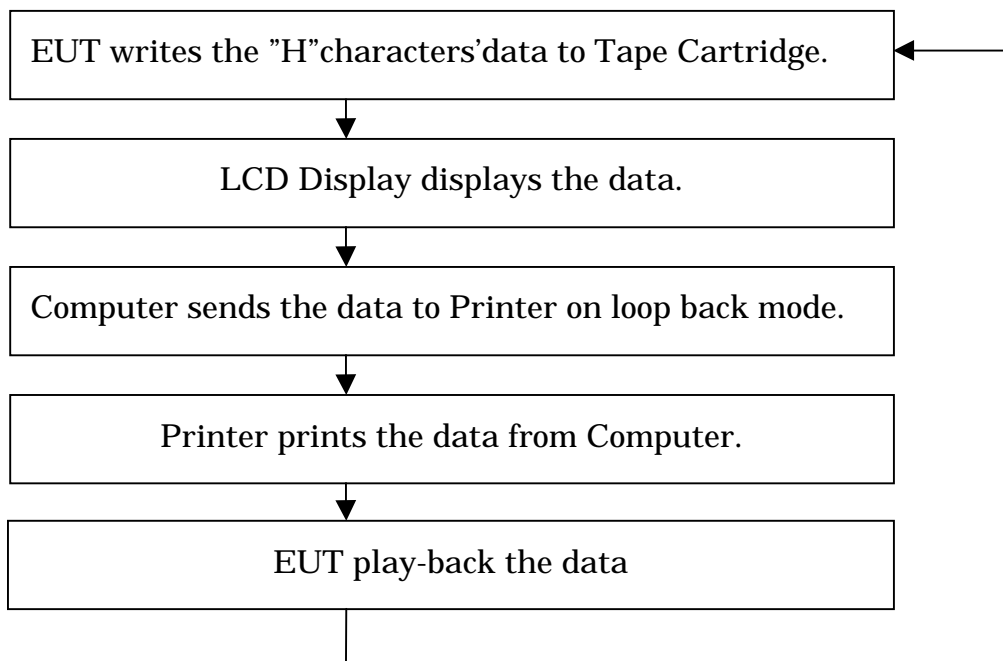 EUT writes the ”H”characters’data to Tape Cartridge.
LCD Display displays the data.
Computer sends the data to Printer on loop back mode.
Printer prints the data from Computer.
EUT play-back the data